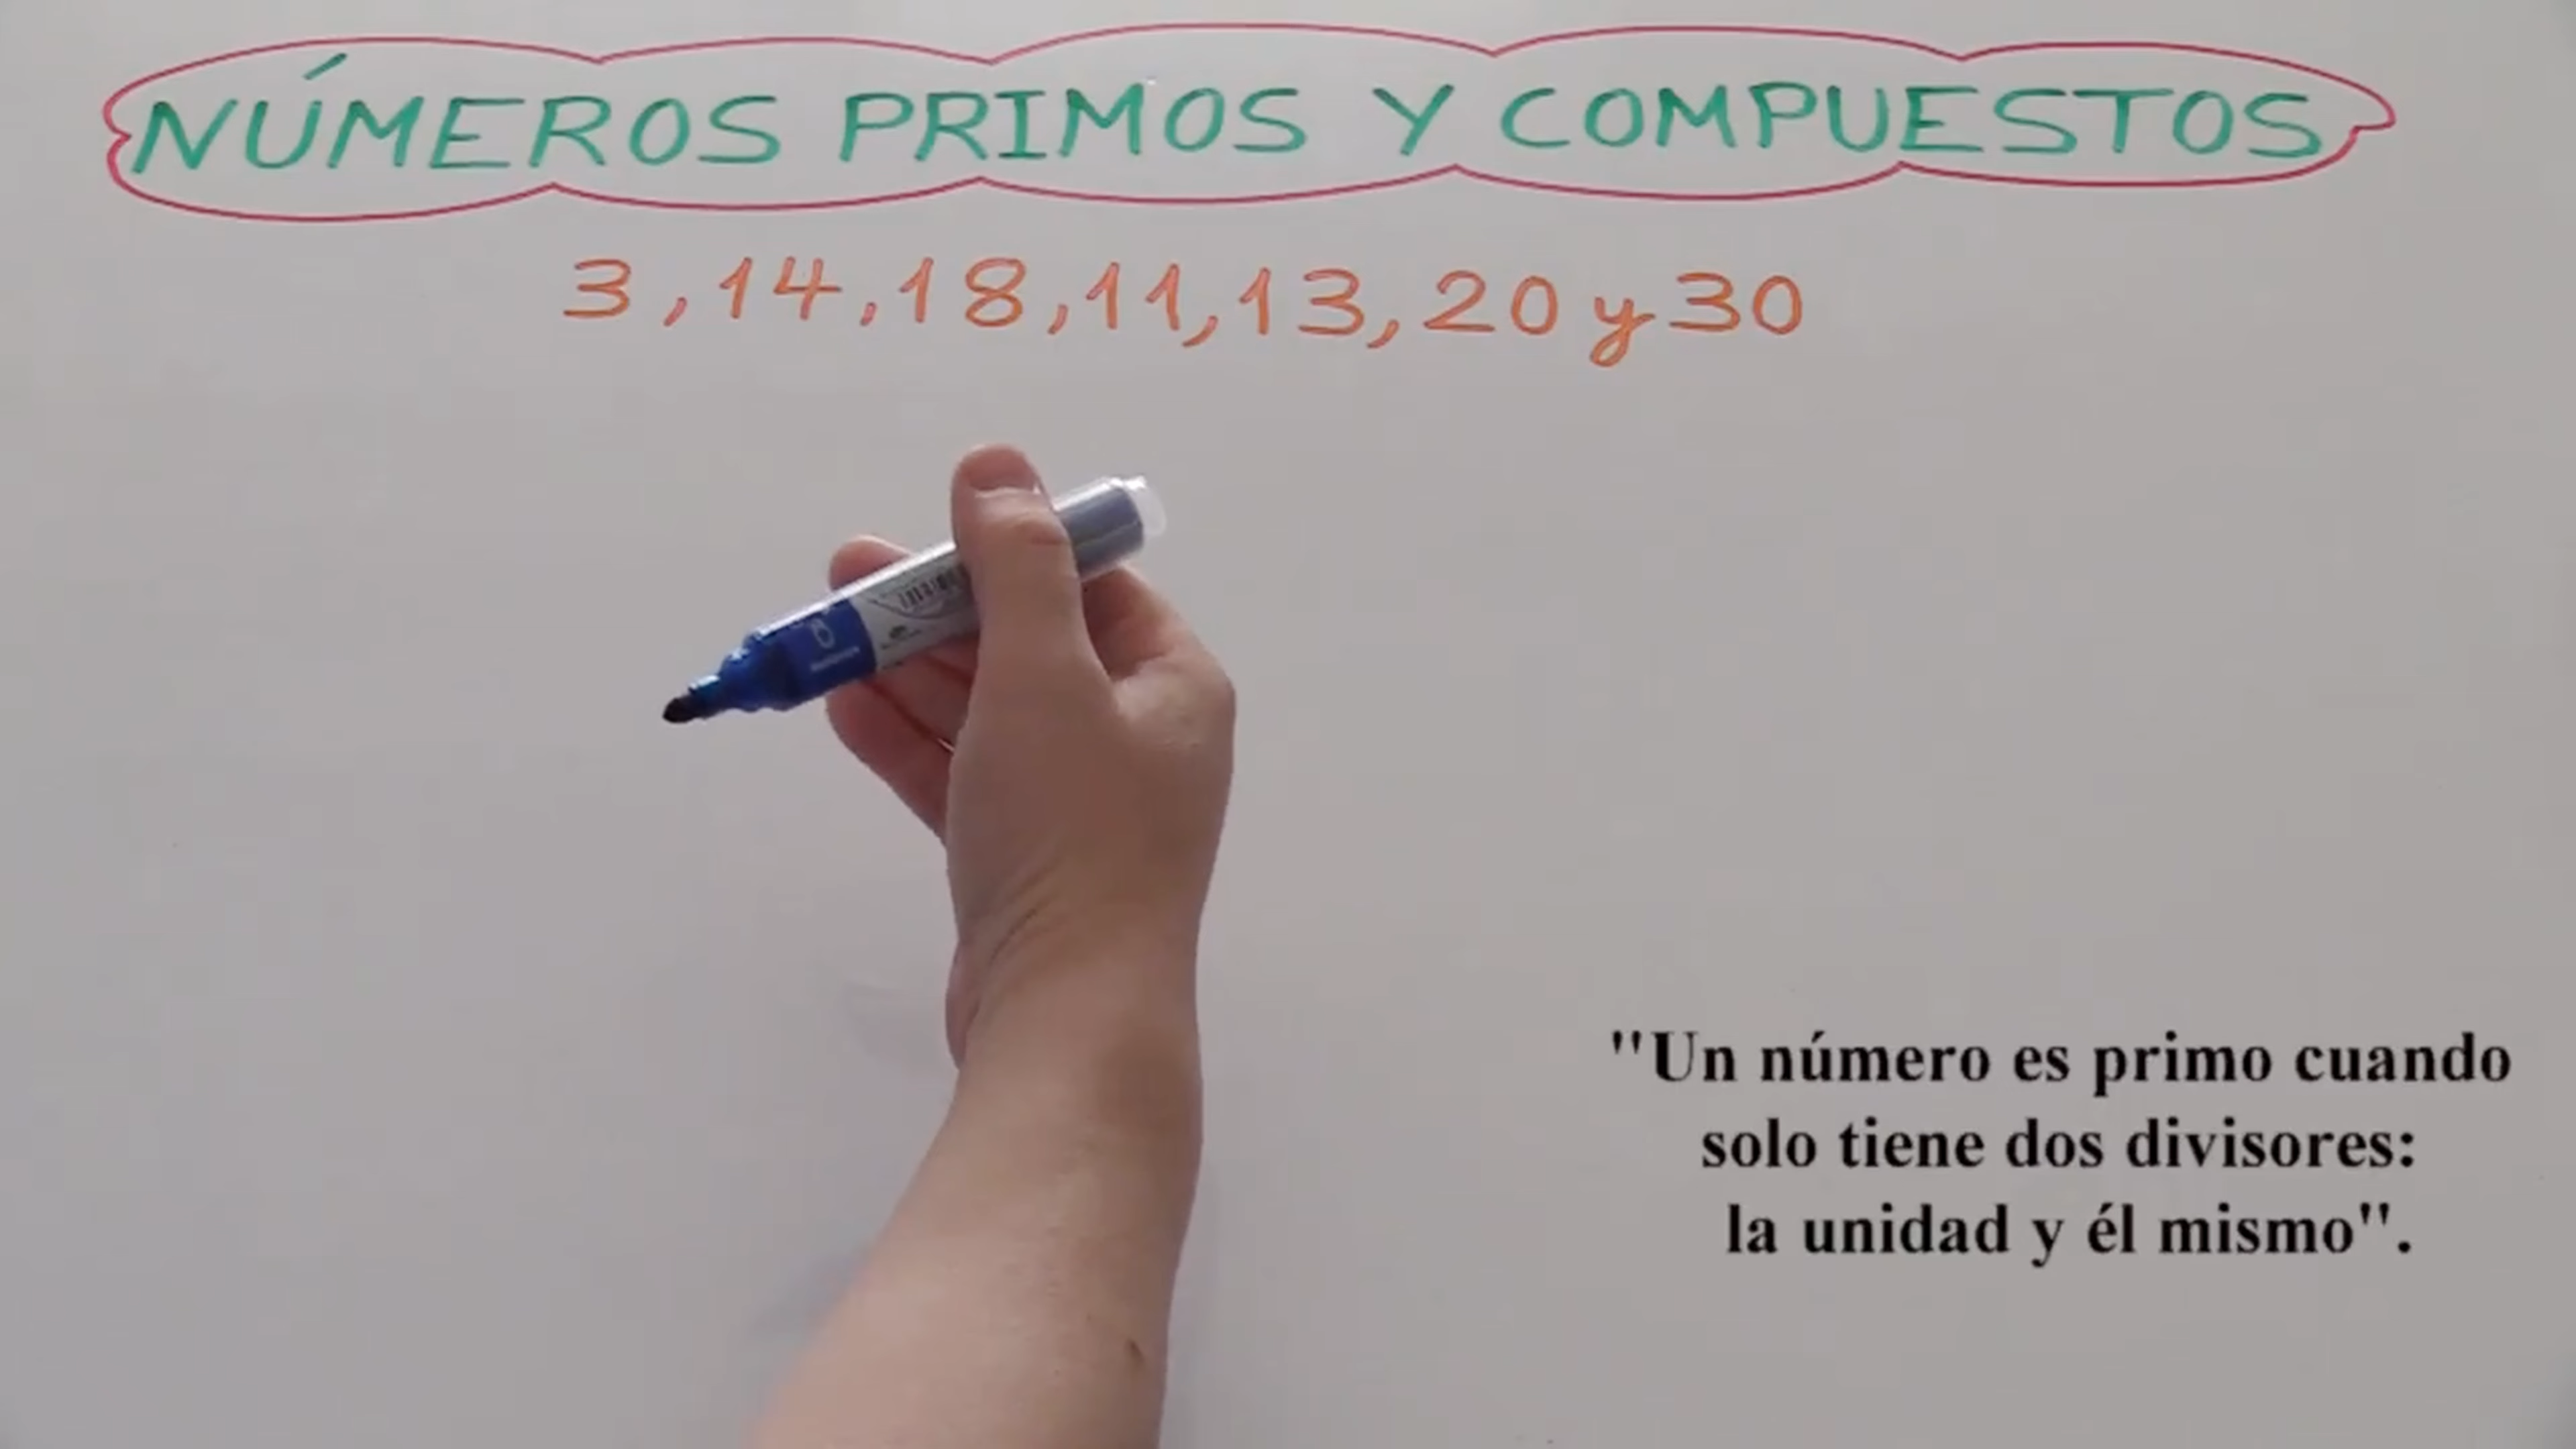 NÚMEROS PRIMOS Y COMPUESTOS
3, 14, 18, 11, 13, 20 y 30
"Un número es primo cuando
solo tiene dos divisores:
la unidad y él mismo".